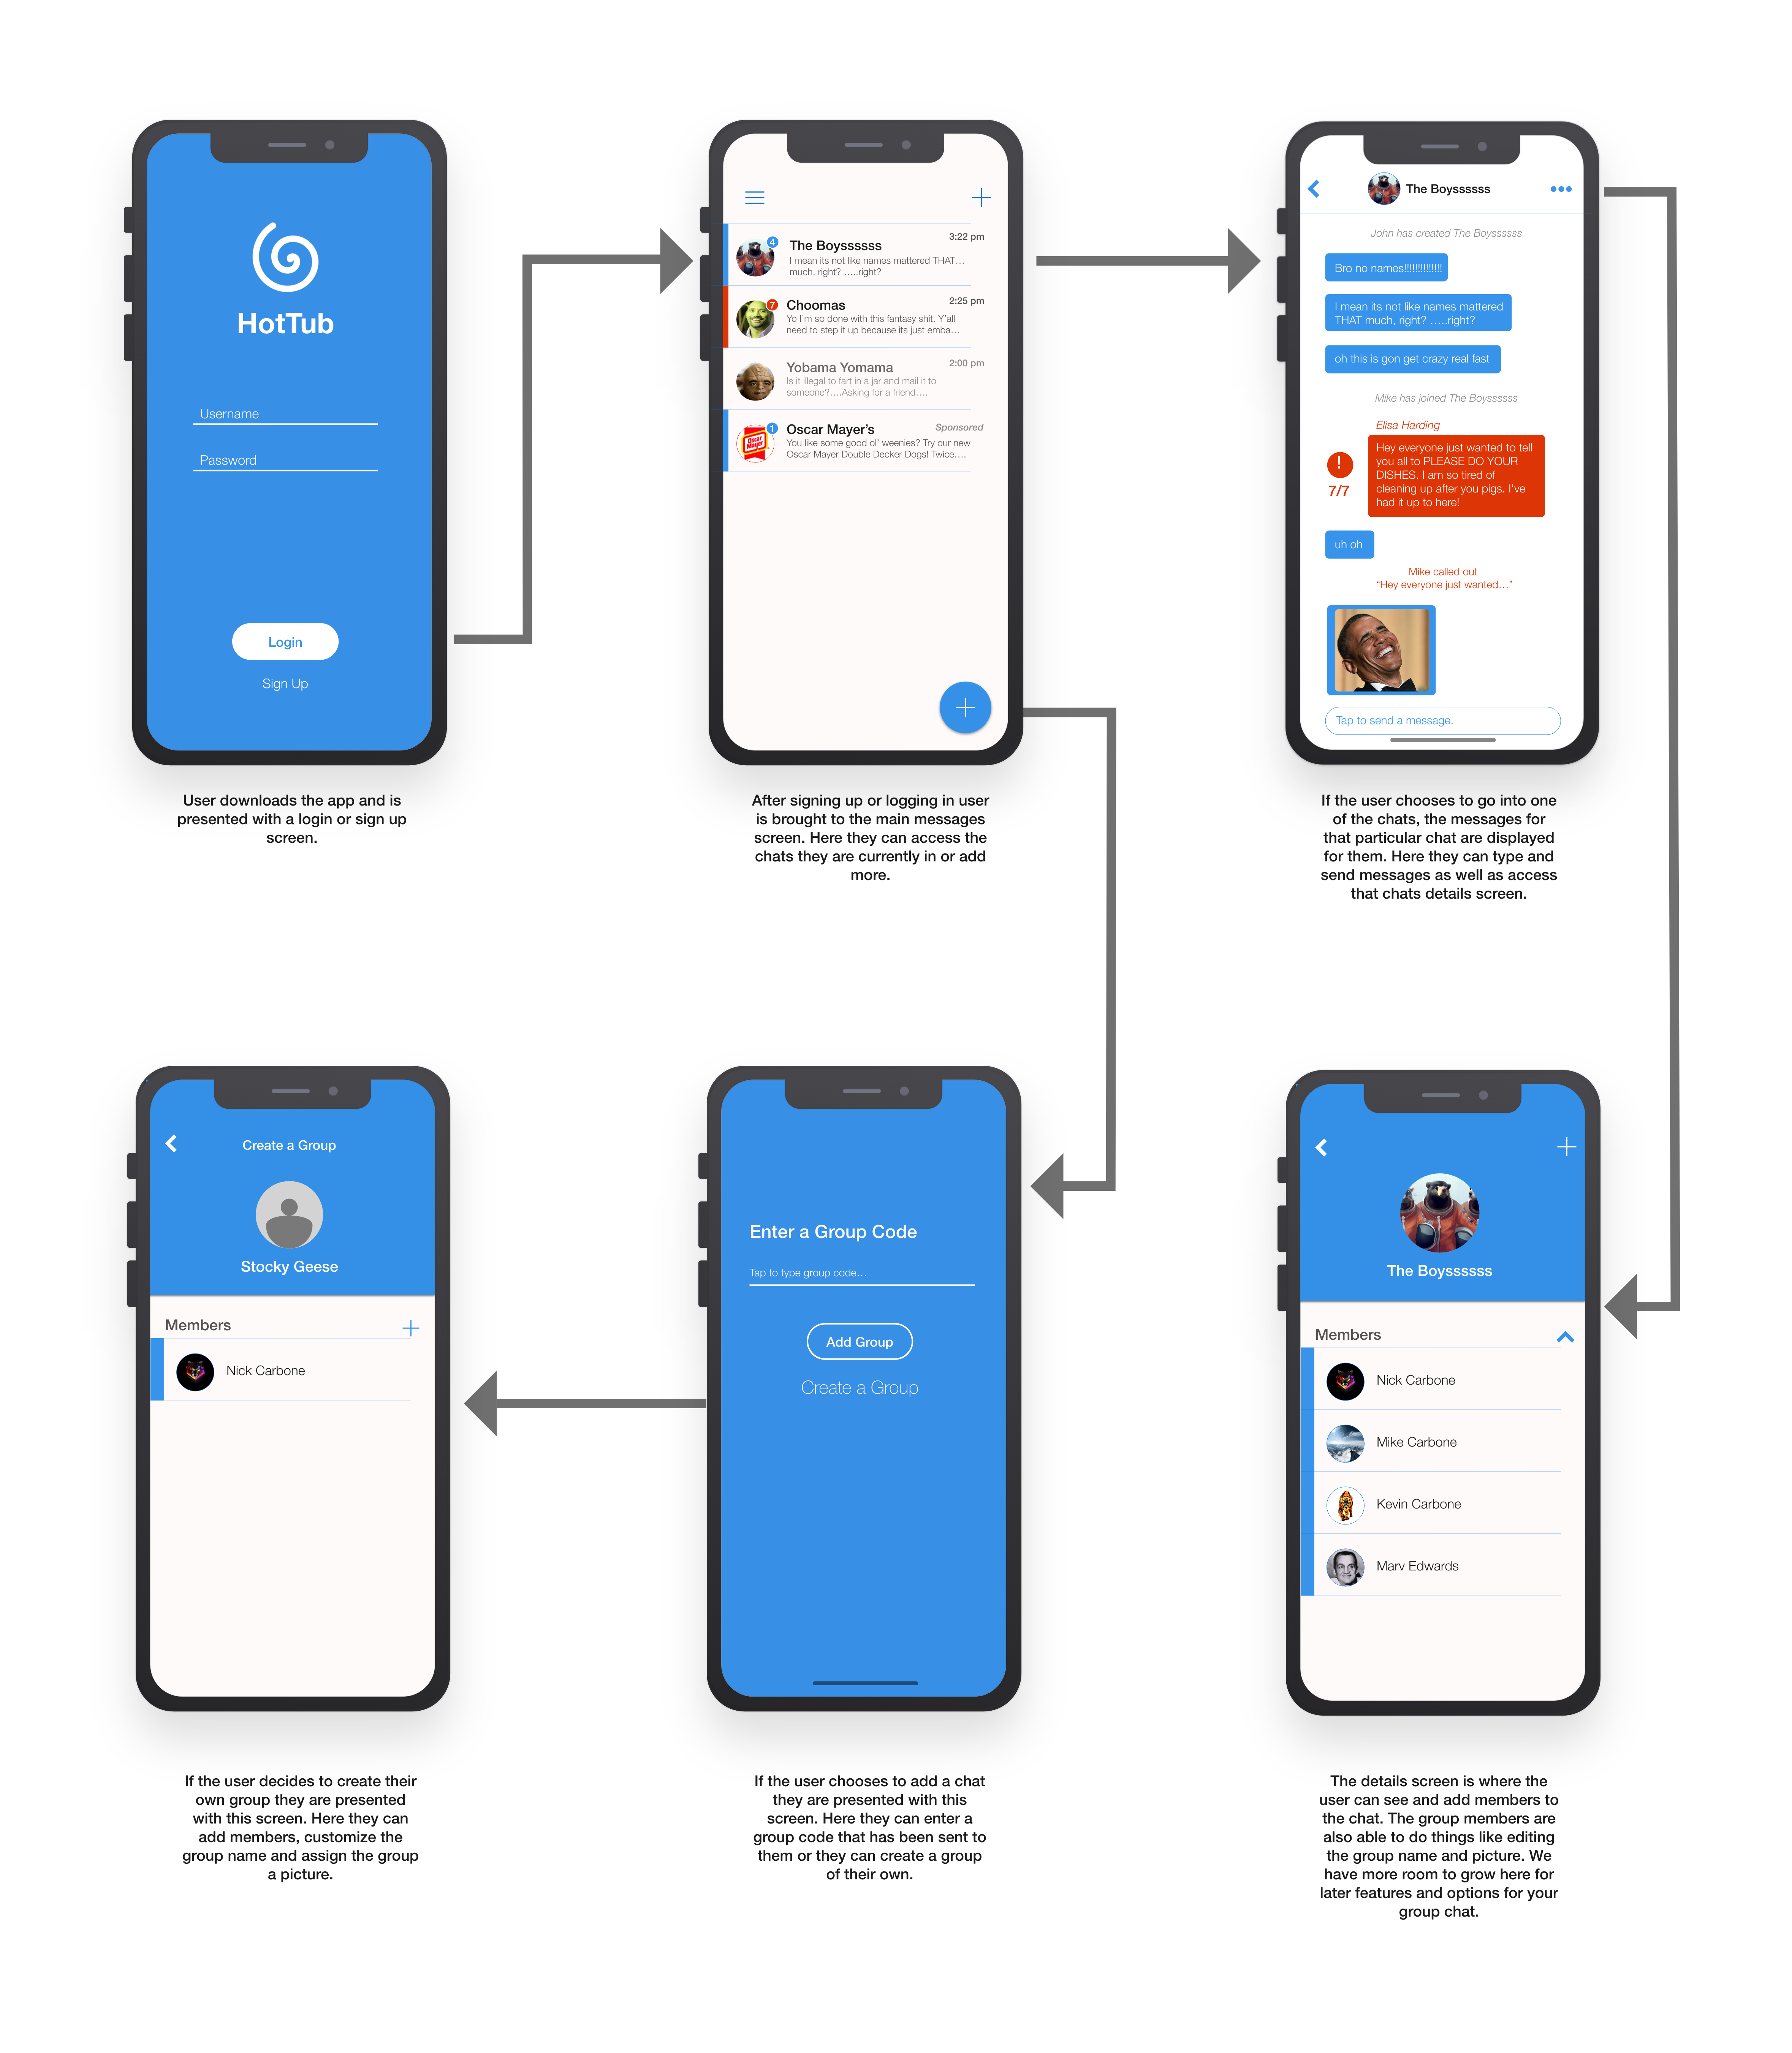 HotTub
Username
Password
Login
Sign Up
User downloads the app and is
presented with a login or sign up
screen.
The Boyssssss
3:22 pm
4
I mean its not like names mattered THAT...
much, right? .....right?
Choomas
2:25 pm
7
Yo I'm so done with this fantasy shit. Y'all
need to step it up because its just emba...
Yobama Yomama
2:00 pm
Is it illegal to fart in a jar and mail it to
someone?....Asking for a friend....
Oscar Mayer's
Sponsored
1
Oscar
Mayer
You like some good ol' weenies? Try our new
Oscar Mayer Double Decker Dogs! Twice....
After signing up or logging in user
is brought to the main messages
screen. Here they can access the
chats they are currently in or add
more.
The Boyssssss
John has created The Boyssssss
Bro no names!!!!!!!!!!!!!!
I mean its not like names mattered
THAT much, right? .....right?
oh this is gon get crazy real fast
Mike has joined The Boyssssss
Elisa Harding
!
7/7
Hey everyone just wanted to tell
you all to PLEASE DO YOUR
DISHES. I am so tired of
cleaning up after you pigs. I've
had it up to here!
uh oh
Mike called out
“Hey everyone just wanted...”
Tap to send a message.
If the user chooses to go into one
of the chats, the messages for
that particular chat are displayed
for them. Here they can type and
send messages as well as access
that chats details screen.
Create a Group
Stocky Geese
Members
Nick Carbone
If the user decides to create their
own group they are presented
with this screen. Here they can
add members, customize the
group name and assign the group
a picture.
Enter a Group Code
Tap to type group code...
Add Group
Create a Group
If the user chooses to add a chat
they are presented with this
screen. Here they can enter a
group code that has been sent to
them or they can create a group
of their own.
The Boyssssss
Members
Nick Carbone
Mike Carbone
Kevin Carbone
Marv Edwards
The details screen is where the
user can see and add members to
the chat. The group members are
also able to do things like editing
the group name and picture. We
have more room to grow here for
later features and options for your
group chat.